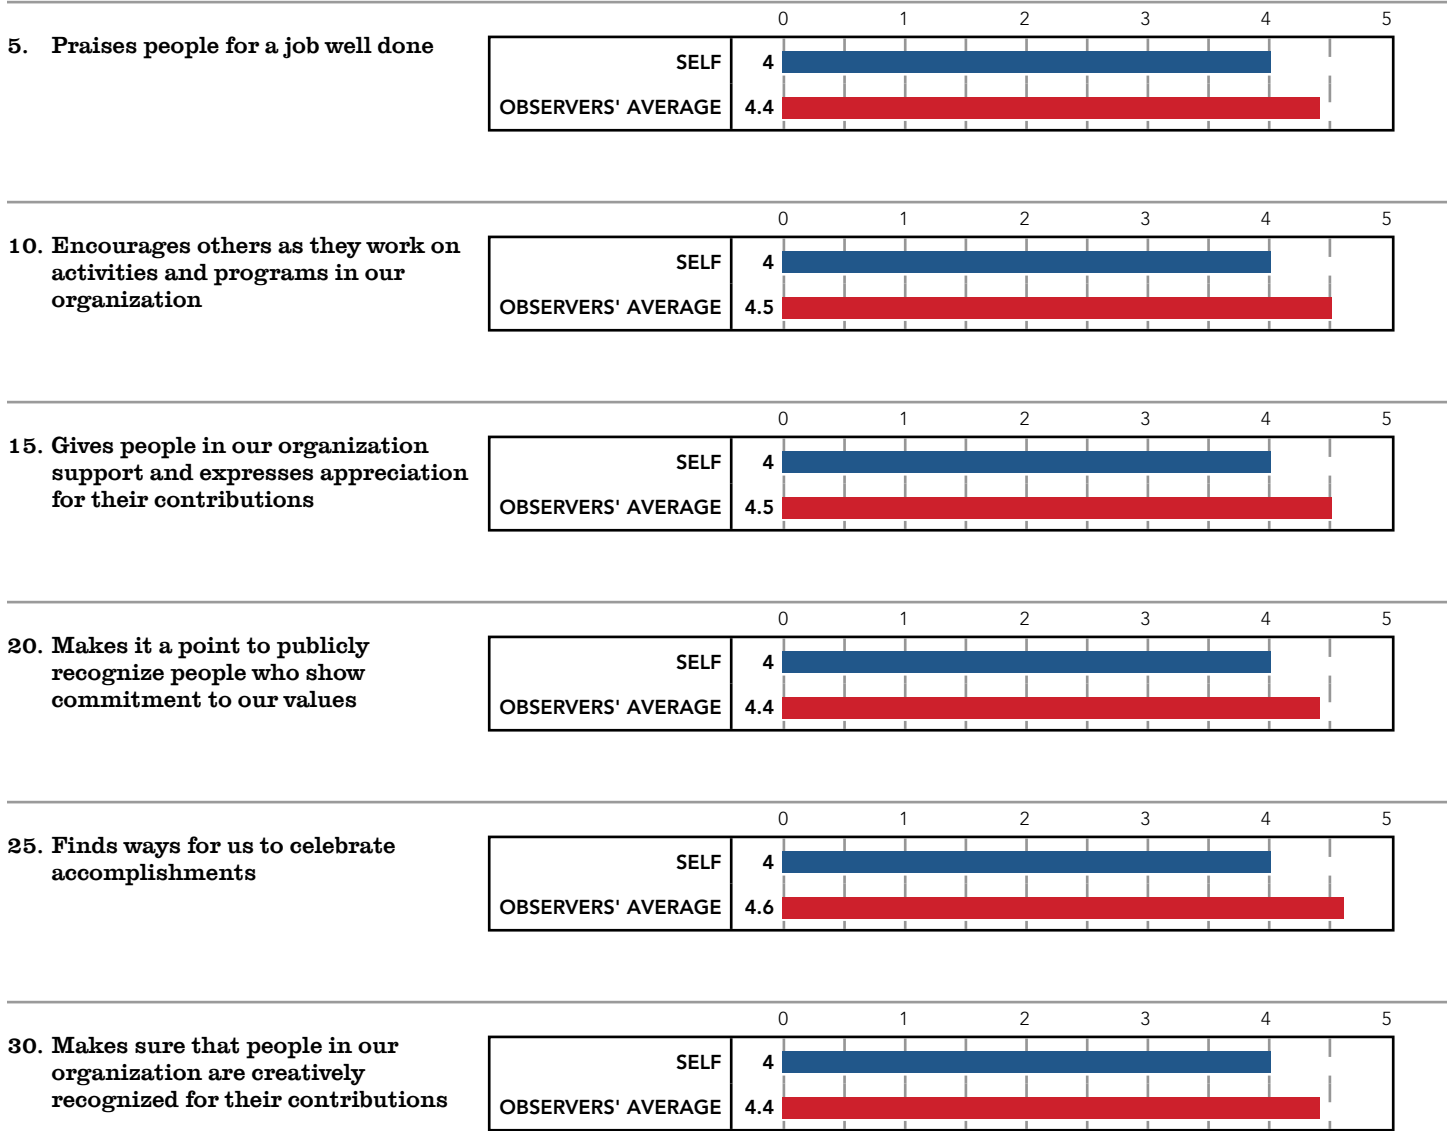 0 1 2 3 4 5
5. Praises people for a job well done
SELF 4
OBSERVERS' AVERAGE 4.4
0 1 2 3 4 5
10. Encourages others as they work on
activities and programs in our
organization
SELF 4
OBSERVERS' AVERAGE 4.5
0 1 2 3 4 5
15. Gives people in our organization
support and expresses appreciation
for their contributions
SELF 4
OBSERVERS' AVERAGE 4.5
0 1 2 3 4 5
20. Makes it a point to publicly
recognize people who show
commitment to our values
SELF 4
OBSERVERS' AVERAGE 4.4
0 1 2 3 4 5
25. Finds ways for us to celebrate
accomplishments
SELF 4
OBSERVERS' AVERAGE 4.6
0 1 2 3 4 5
30. Makes sure that people in our
organization are creatively
recognized for their contributions
SELF 4
OBSERVERS' AVERAGE 4.4